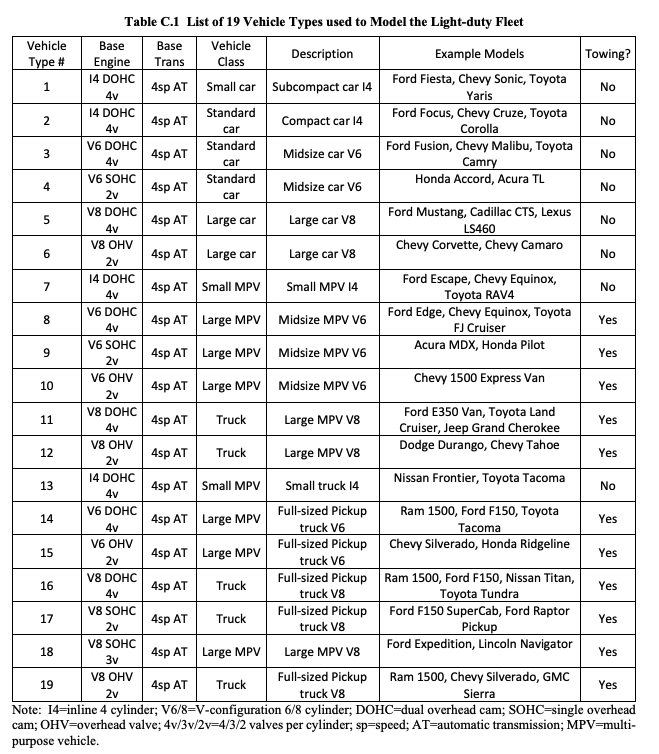 Table C.1 List of 19 Vehicle Types used to Model the Light-duty Fleet
Vehicle Type # Base Engine Base Trans Vehicle Class Description Example Models Towing?
1 I4 DOHC 4v 4sp AT Small car Subcompact car I4 Ford Fiesta, Chevy Sonic, Toyota Yaris No
2 I4 DOHC 4v 4sp AT Standard car Compact car I4 Ford Focus, Chevy Cruze, Toyota Corolla No
3 V6 DOHC 4v 4sp AT Standard car Midsize car V6 Ford Fusion, Chevy Malibu, Toyota Camry No
4 V6 SOHC 2v 4sp AT Standard car Midsize car V6 Honda Accord, Acura TL No
5 V8 DOHC 4v 4sp AT Large car Large car V8 Ford Mustang, Cadillac CTS, Lexus LS460 No
6 V8 OHV 2v 4sp AT Large car Large car V8 Chevy Corvette, Chevy Camaro No
7 I4 DOHC 4v 4sp AT Small MPV Small MPV I4 Ford Escape, Chevy Equinox, Toyota RAV4 No
8 V6 DOHC 4v 4sp AT Large MPV Midsize MPV V6 Ford Edge, Chevy Equinox, Toyota FJ Cruiser Yes
9 V6 SOHC 2v 4sp AT Large MPV Midsize MPV V6 Acura MDX, Honda Pilot Yes
10 V6 OHV 2v 4sp AT Large MPV Midsize MPV V6 Chevy 1500 Express Van Yes
11 V8 DOHC 4v 4sp AT Truck Large MPV V8 Ford E350 Van, Toyota Land Cruiser, Jeep Grand Cherokee Yes
12 V8 OHV 2v 4sp AT Truck Large MPV V8 Dodge Durango, Chevy Tahoe Yes
13 I4 DOHC 4v 4sp AT Small MPV Small truck I4 Nissan Frontier, Toyota Tacoma No
14 V6 DOHC 4v 4sp AT Large MPV Full-sized Pickup truck V6 Ram 1500, Ford F150, Toyota Tacoma Yes
15 V6 OHV 2v 4sp AT Large MPV Full-sized Pickup truck V6 Chevy Silverado, Honda Ridgeline Yes
16 V8 DOHC 4v 4sp AT Truck Full-sized Pickup truck V8 Ram 1500, Ford F150, Nissan Titan, Toyota Tundra Yes
17 V8 SOHC 2v 4sp AT Truck Full-sized Pickup truck V8 Ford F150 SuperCab, Ford Raptor Pickup Yes
18 V8 SOHC 3v 4sp AT Large MPV Large MPV V8 Ford Expedition, Lincoln Navigator Yes
19 V8 OHV 2v 4sp AT Truck Full-sized Pickup truck V8 Ram 1500, Chevy Silverado, GMC Sierra Yes
Note: I4=inline 4 cylinder; V6/8=V-configuration 6/8 cylinder; DOHC=dual overhead cam; SOHC=single overhead
cam; OHV=overhead valve; 4v/3v/2v=4/3/2 valves per cylinder; sp=speed; AT=automatic transmission; MPV=multi-
purpose vehicle.